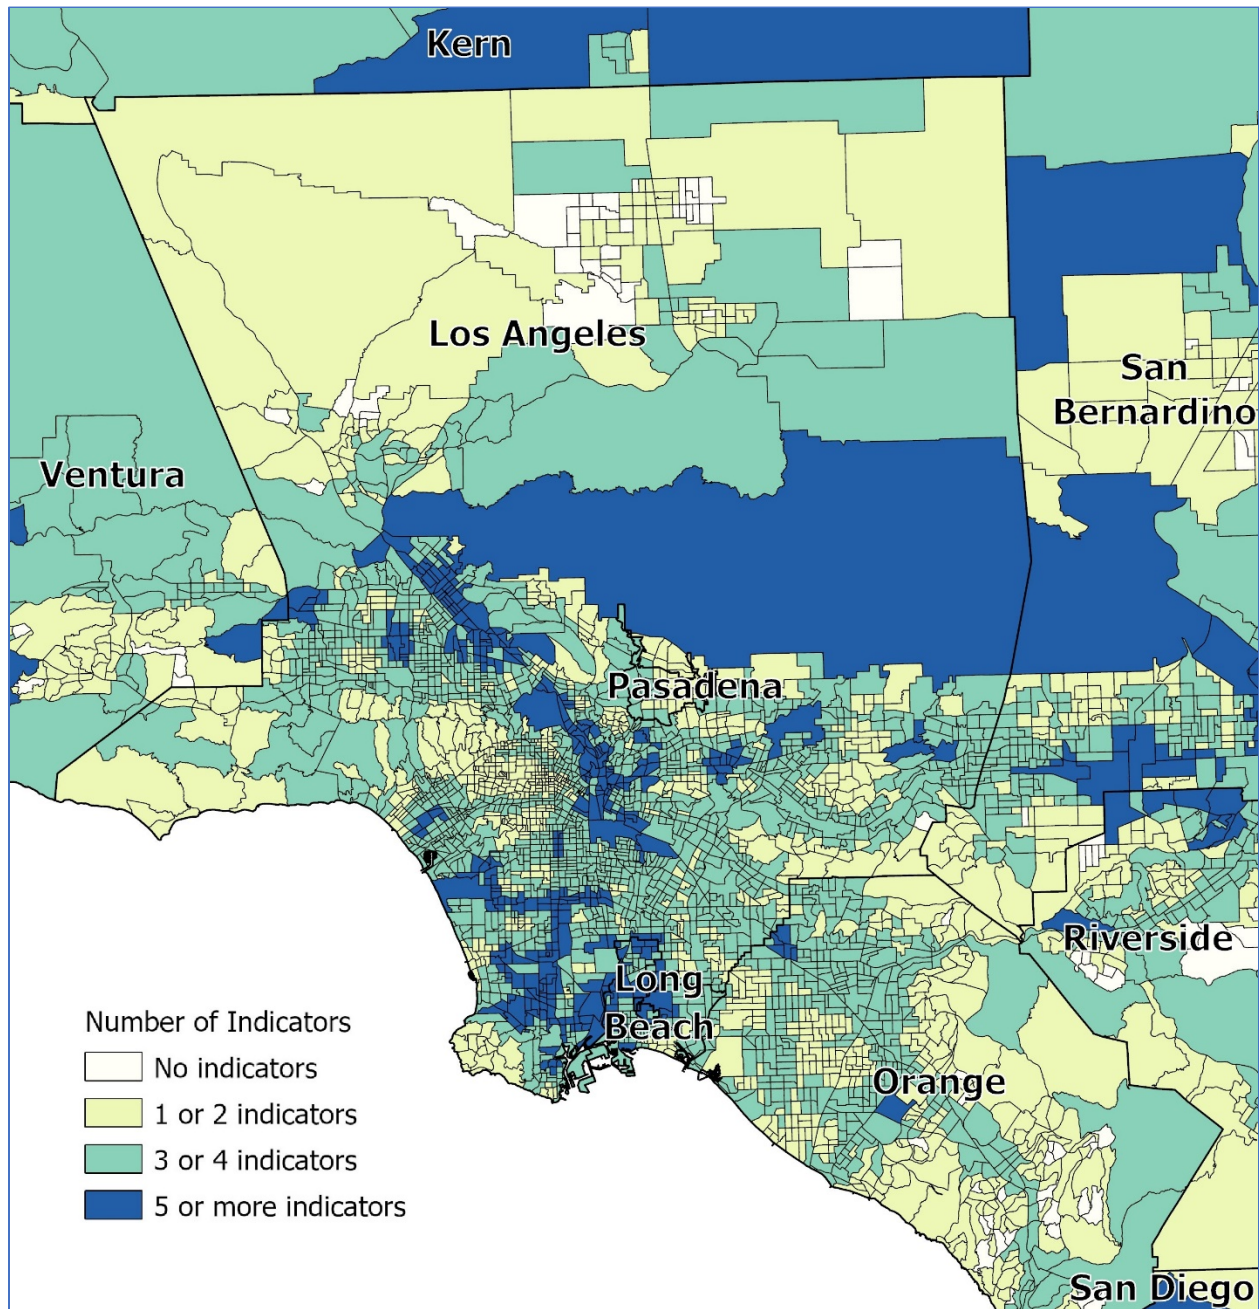 Kern
Los Angeles
San
Bernardino
Ventura
Pasadena
Riverside
Long
Beach
Orange
San Diego
Number of Indicators
No indicators
1 or 2 indicators
3 or 4 indicators
5 or more indicators